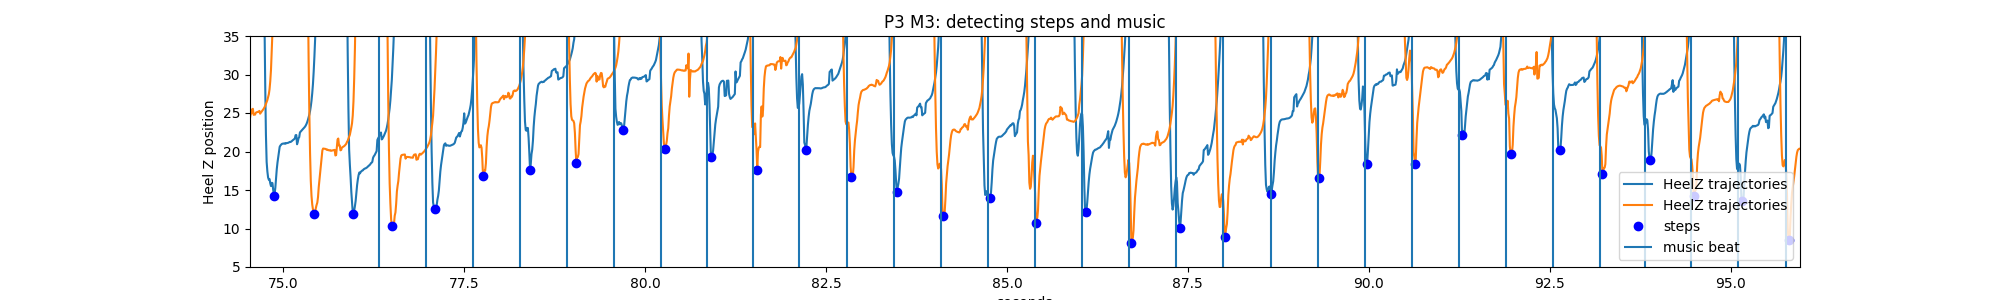 P3 M3: detecting steps and music
35
30
25
20
15
10
5
Heel Z position
75.0 77.5 80.0 82.5 85.0 87.5 90.0 92.5 95.0
HeelZ trajectories
HeelZ trajectories
steps
music beat